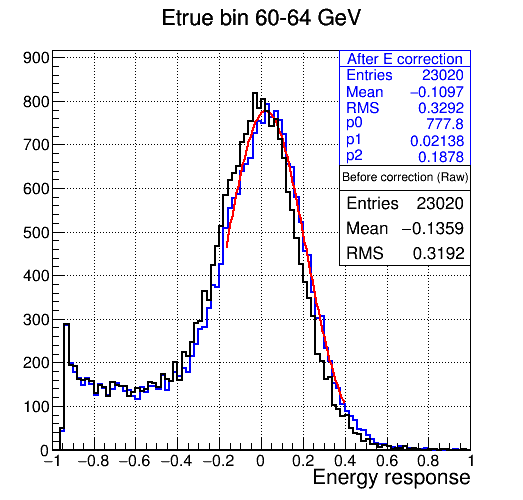 Etrue bin 60-64 GeV
After E correction
Entries 23020
Mean −0.1097
RMS 0.3292
p0 777.8
p1 0.02138
p2 0.1878
Before correction (Raw)
Entries 23020
Mean −0.1359
RMS 0.3192
900
800
700
600
500
400
300
200
100
0
−1 −0.8 −0.6 −0.4 −0.2 0 0.2 0.4 0.6 0.8 1
Energy response